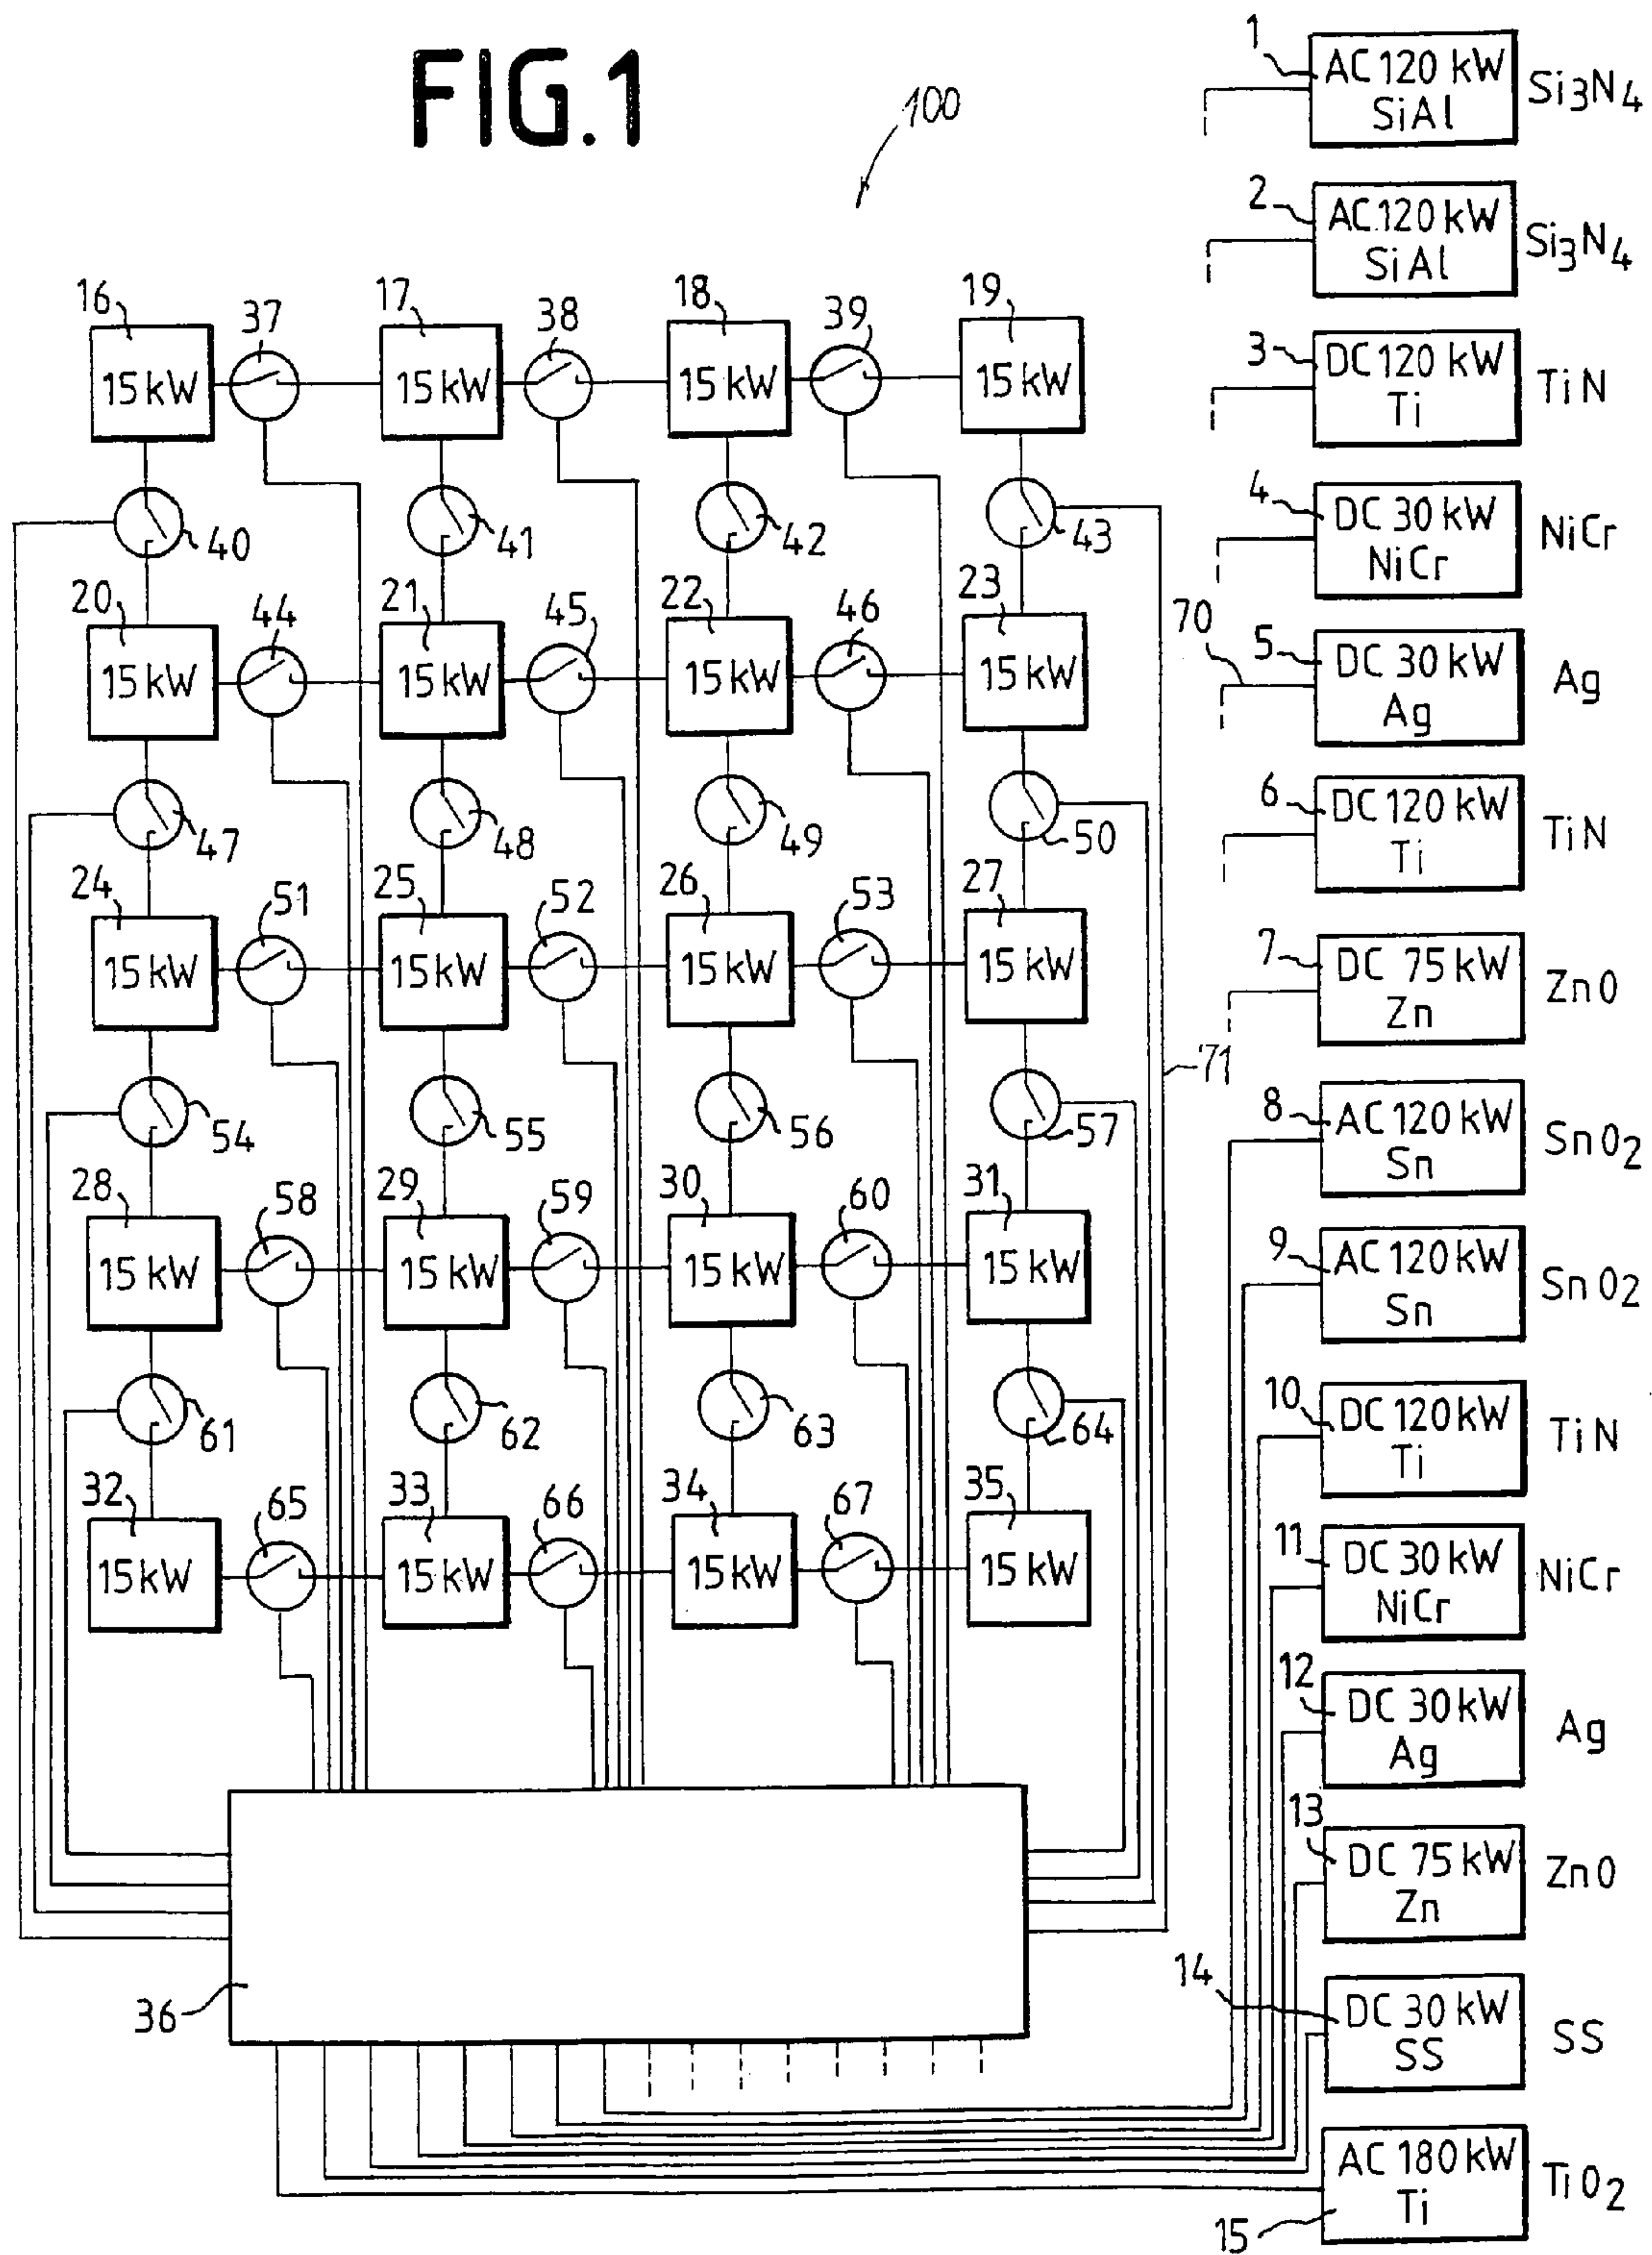 FIG.1
100
1
AC 120 kW
SiAl
Si3N4
2
AC 120 kW
SiAl
Si3N4
3
DC 120 kW
Ti
TiN
4
DC 30 kW
NiCr
NiCr
70
5
DC 30 kW
Ag
Ag
6
DC 120 kW
Ti
TiN
7
DC 75 kW
Zn
ZnO
8
AC 120 kW
Sn
SnO2
9
AC 120 kW
Sn
SnO2
10
DC 120 kW
Ti
TiN
11
DC 30 kW
NiCr
NiCr
12
DC 30 kW
Ag
Ag
13
DC 75 kW
Zn
ZnO
14
DC 30 kW
SS
SS
15
AC 180 kW
Ti
TiO2
16 37 17 38 18 39 19
15 kW 15 kW 15 kW 15 kW
40 41 42 43
20 44 21 45 22 46 23
15 kW 15 kW 15 kW 15 kW
47 48 49 50
24 51 25 52 26 53 27
15 kW 15 kW 15 kW 15 kW
71
54 55 56 57
28 58 29 59 30 60 31
15 kW 15 kW 15 kW 15 kW
61 62 63 64
32 65 33 66 34 67 35
15 kW 15 kW 15 kW 15 kW
36